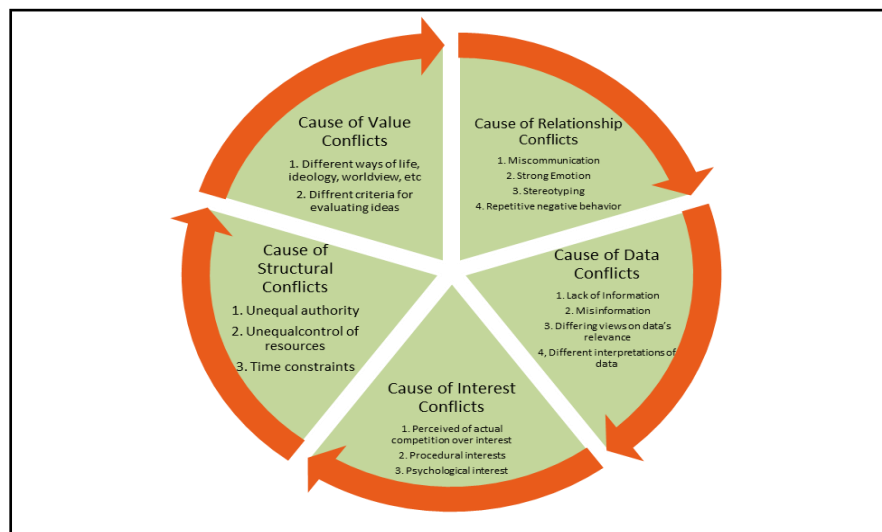 Cause of Value
Conflicts
1. Different ways of life,
ideology, worldview, etc
2. Diffrent criteria for
evaluating ideas
Cause of Relationship
Conflicts
1. Miscommunication
2. Strong Emotion
3. Stereotyping
4. Repetitive negative behavior
Cause of Data
Conflicts
1. Lack of Information
2. Misinformation
3. Differing views on data's
relevance
4, Different interpretations of
data
Cause of Interest
Conflicts
1. Perceived of actual
competition over interest
2. Procedural interests
3. Psychological interest
Cause of
Structural
Conflicts
1. Unequal authority
2. Unequalcontrol of
resources
3. Time constraints